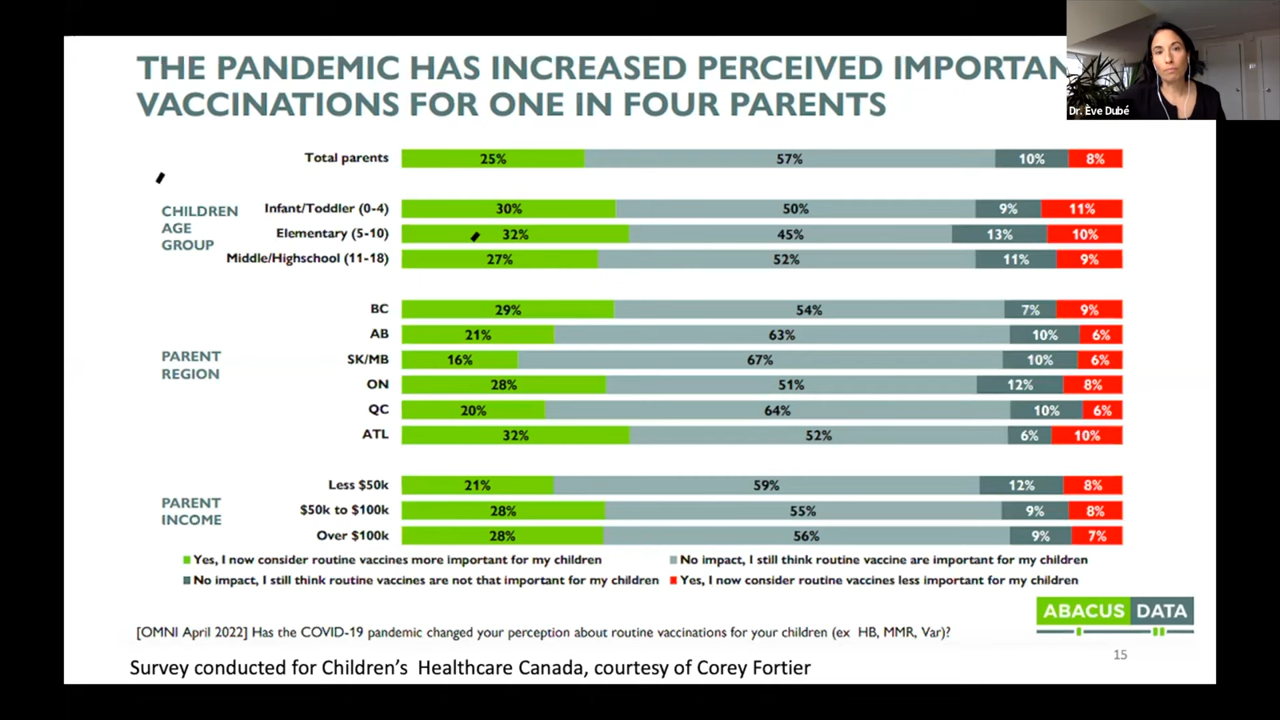 THE PANDEMIC HAS INCREASED PERCEIVED
VACCINATIONS FOR ONE IN FOUR PARENTS
Dr. Ève Dubé
Total parents 25% 57% 10% 8%
CHILDREN
AGE
GROUP
Infant/Toddler (0-4) 30% 50% 9% 11%
Elementary (5-10) 32% 45% 13% 10%
Middle/Highschool (11-18) 27% 52% 11% 9%
PARENT
REGION
BC 29% 54% 7% 9%
AB 21% 63% 10% 6%
SK/MB 16% 67% 10% 6%
ON 28% 51% 12% 8%
QC 20% 64% 10% 6%
ATL 32% 52% 6% 10%
PARENT
INCOME
Less $50k 21% 59% 12% 8%
$50k to $100k 28% 55% 9% 8%
Over $100k 28% 56% 9% 7%
Yes, I now consider routine vaccines more important for my children
No impact, I still think routine vaccine are important for my children
No impact, I still think routine vaccines are not that important for my children
Yes, I now consider routine vaccines less important for my children
ABACUS DATA
[OMNI April 2022] Has the COVID-19 pandemic changed your perception about routine vaccinations for your children (ex HB, MMR, Var)?
15
Survey conducted for Children's Healthcare Canada, courtesy of Corey Fortier